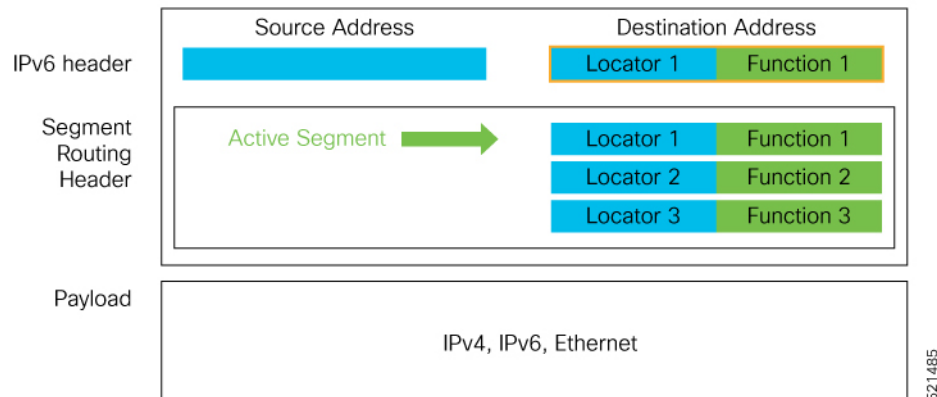 Source Address
Destination Address
IPv6 header
Locator 1
Function 1
Segment
Routing
Header
Active Segment
Locator 1
Function 1
Locator 2
Function 2
Locator 3
Function 3
Payload
IPv4, IPv6, Ethernet
521485